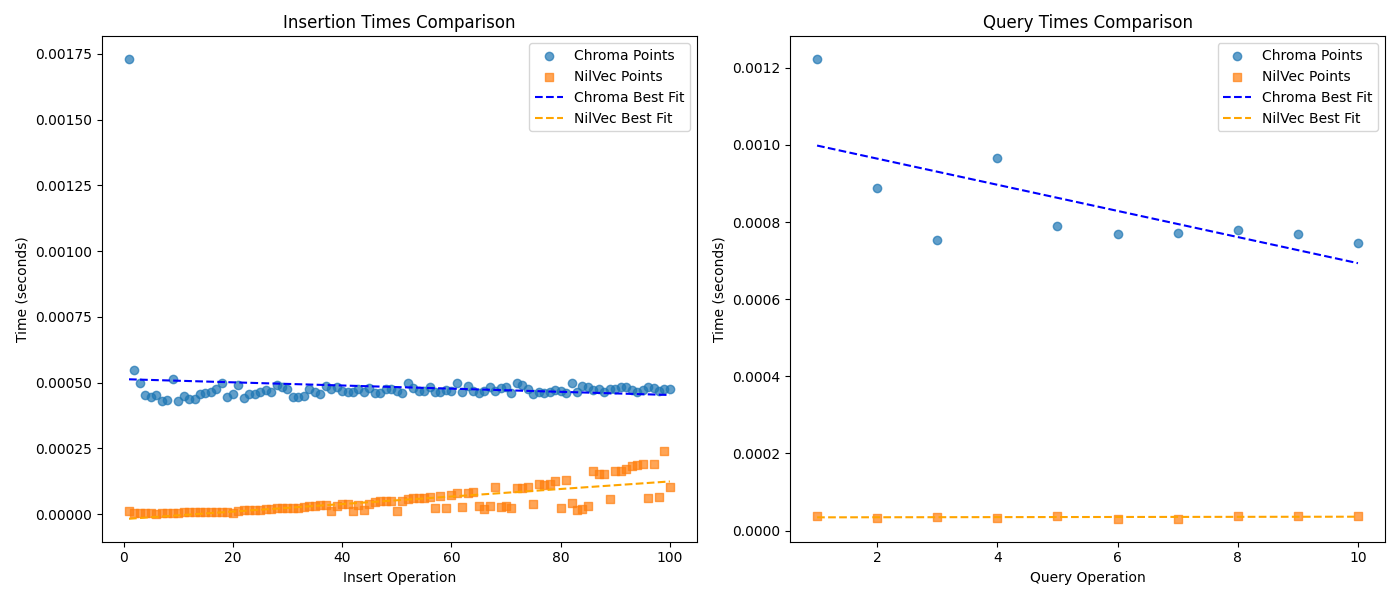 Insertion Times Comparison
Time (seconds)
0.00175
0.00150
0.00125
0.00100
0.00075
0.00050
0.00025
0.00000
0 20 40 60 80 100
Insert Operation
Chroma Points
NilVec Points
Chroma Best Fit
NilVec Best Fit
Query Times Comparison
Time (seconds)
0.0012
0.0010
0.0008
0.0006
0.0004
0.0002
0.0000
2 4 6 8 10
Query Operation
Chroma Points
NilVec Points
Chroma Best Fit
NilVec Best Fit